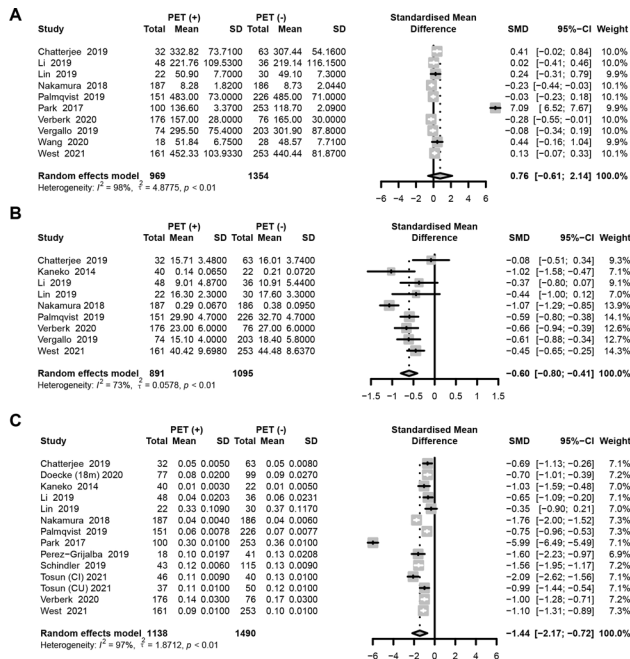 A
PET (+) PET (-) Standardised Mean
Study Total Mean SD Total Mean SD Difference SMD 95%-CI Weight
Chatterjee 2019 32 332.82 73.7100 63 307.44 54.1600 0.41 [-0.02; 0.84] 10.0%
Li 2019 48 221.76 109.5300 36 219.14 116.1500 0.02 [-0.41; 0.46] 10.0%
Lin 2019 22 50.90 7.7000 30 49.10 7.3000 0.24 [-0.31; 0.79] 9.9%
Nakamura 2018 187 8.28 1.8200 186 8.73 2.0440 -0.23 [-0.44; -0.03] 10.1%
Palmqvist 2019 151 483.00 73.0000 226 485.00 71.0000 -0.03 [-0.23; 0.18] 10.1%
Park 2017 100 136.60 3.3700 253 118.70 2.0900 7.09 [ 6.52; 7.67] 9.9%
Verberk 2020 176 157.00 28.0000 76 165.00 30.0000 -0.28 [-0.55; -0.01] 10.1%
Vergallo 2019 74 295.50 75.4000 203 301.90 87.8000 -0.08 [-0.34; 0.19] 10.1%
Wang 2020 18 51.84 6.7500 28 48.57 7.7100 0.44 [-0.16; 1.04] 9.8%
West 2021 161 452.33 103.9330 253 440.44 81.8700 0.13 [-0.07; 0.33] 10.1%
Random effects model 969 1354 0.76 [-0.61; 2.14] 100.0%
Heterogeneity: I² = 98%, τ² = 4.8775, p < 0.01
-6 -4 -2 0 2 4 6
B
PET (+) PET (-) Standardised Mean
Study Total Mean SD Total Mean SD Difference SMD 95%-CI Weight
Chatterjee 2019 32 15.71 3.4800 63 16.01 3.7400 -0.08 [-0.51; 0.34] 9.3%
Kaneko 2014 40 0.14 0.0650 22 0.21 0.0720 -1.02 [-1.58; -0.47] 7.1%
Li 2019 48 9.01 4.8700 36 10.91 5.4400 -0.37 [-0.80; 0.07] 9.1%
Lin 2019 22 16.30 2.2300 30 17.60 3.3000 -0.44 [-1.00; 0.12] 7.1%
Nakamura 2018 187 0.29 0.0670 186 0.38 0.0950 -1.07 [-1.29; -0.85] 14.1%
Palmqvist 2019 151 29.90 4.7000 226 32.70 4.7000 -0.59 [-0.80; -0.38] 14.2%
Verberk 2020 176 23.00 6.0000 76 27.00 6.0000 -0.66 [-0.94; -0.39] 12.8%
Vergallo 2019 74 15.10 4.0000 203 18.40 5.8000 -0.61 [-0.88; -0.34] 12.9%
West 2021 161 40.42 9.6980 253 44.48 8.6370 -0.45 [-0.65; -0.25] 14.3%
Random effects model 891 1095 -0.60 [-0.80; -0.41] 100.0%
Heterogeneity: I² = 73%, τ² = 0.0578, p < 0.01
-1.5 -1 -0.5 0 0.5 1 1.5
C
PET (+) PET (-) Standardised Mean
Study Total Mean SD Total Mean SD Difference SMD 95%-CI Weight
Chatterjee 2019 32 0.05 0.0050 63 0.05 0.0080 -0.69 [-1.13; -0.26] 7.1%
Doecke (18m) 2020 77 0.08 0.0200 99 0.09 0.0270 -0.70 [-1.01; -0.39] 7.2%
Kaneko 2014 40 0.01 0.0030 22 0.01 0.0050 -1.03 [-1.59; -0.48] 7.1%
Li 2019 48 0.04 0.0203 36 0.06 0.0231 -0.65 [-1.09; -0.20] 7.1%
Lin 2019 22 0.33 0.1090 30 0.37 0.1170 -0.35 [-0.90; 0.21] 7.1%
Nakamura 2018 187 0.04 0.0040 186 0.04 0.0060 -1.76 [-2.00; -1.52] 7.2%
Palmqvist 2019 151 0.06 0.0078 226 0.07 0.0077 -0.75 [-0.96; -0.53] 7.2%
Park 2017 100 0.30 0.0100 253 0.36 0.0100 -5.99 [-6.49; -5.49] 7.1%
Perez-Grijalba 2019 18 0.10 0.0197 41 0.13 0.0208 -1.60 [-2.23; -0.97] 7.0%
Schindler 2019 43 0.12 0.0060 115 0.13 0.0090 -1.56 [-1.95; -1.17] 7.2%
Tosun (CI) 2021 46 0.11 0.0090 40 0.13 0.0100 -2.09 [-2.62; -1.56] 7.1%
Tosun (CU) 2021 37 0.11 0.0100 50 0.12 0.0100 -0.99 [-1.44; -0.54] 7.1%
Verberk 2020 176 0.14 0.0300 76 0.17 0.0300 -1.00 [-1.28; -0.71] 7.2%
West 2021 161 0.09 0.0100 253 0.10 0.0100 -1.10 [-1.31; -0.89] 7.2%
Random effects model 1138 1490 -1.44 [-2.17; -0.72] 100.0%
Heterogeneity: I² = 97%, τ² = 1.8712, p < 0.01
-6 -4 -2 0 2 4 6